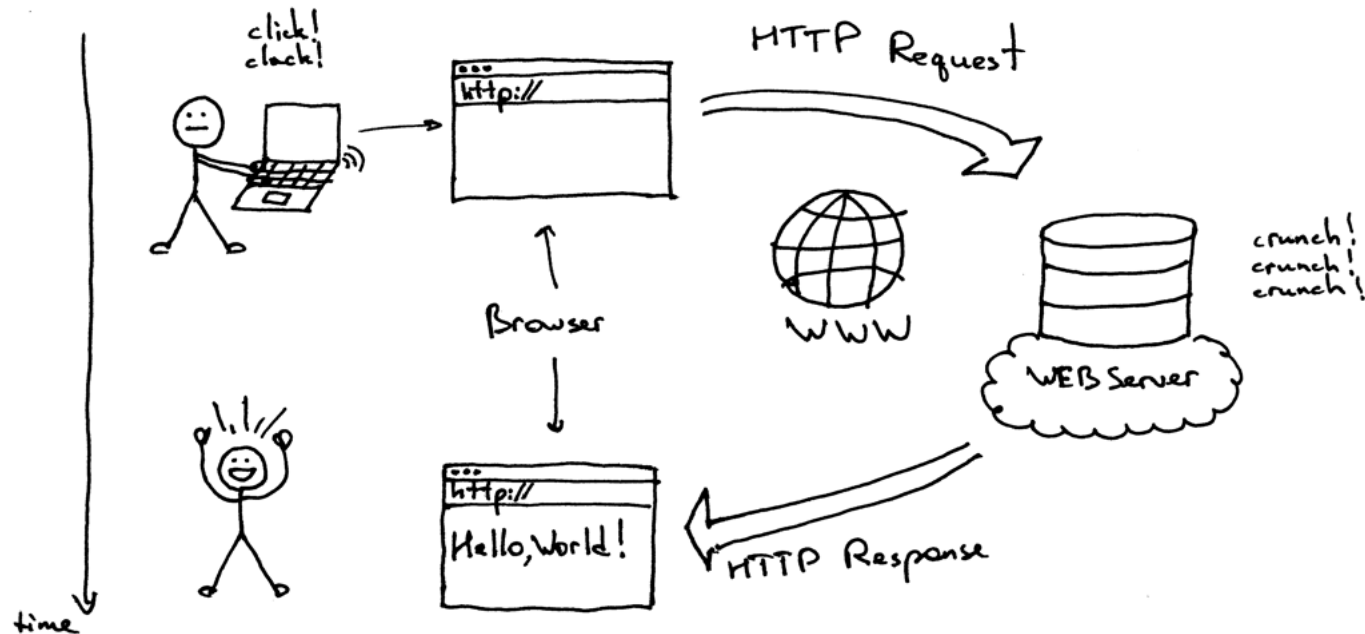 click!
clack!
HTTP Request
http://
crunch!
crunch!
crunch!
Browser
WWW
WEB Server
http://
Hello, World!
HTTP Response
time